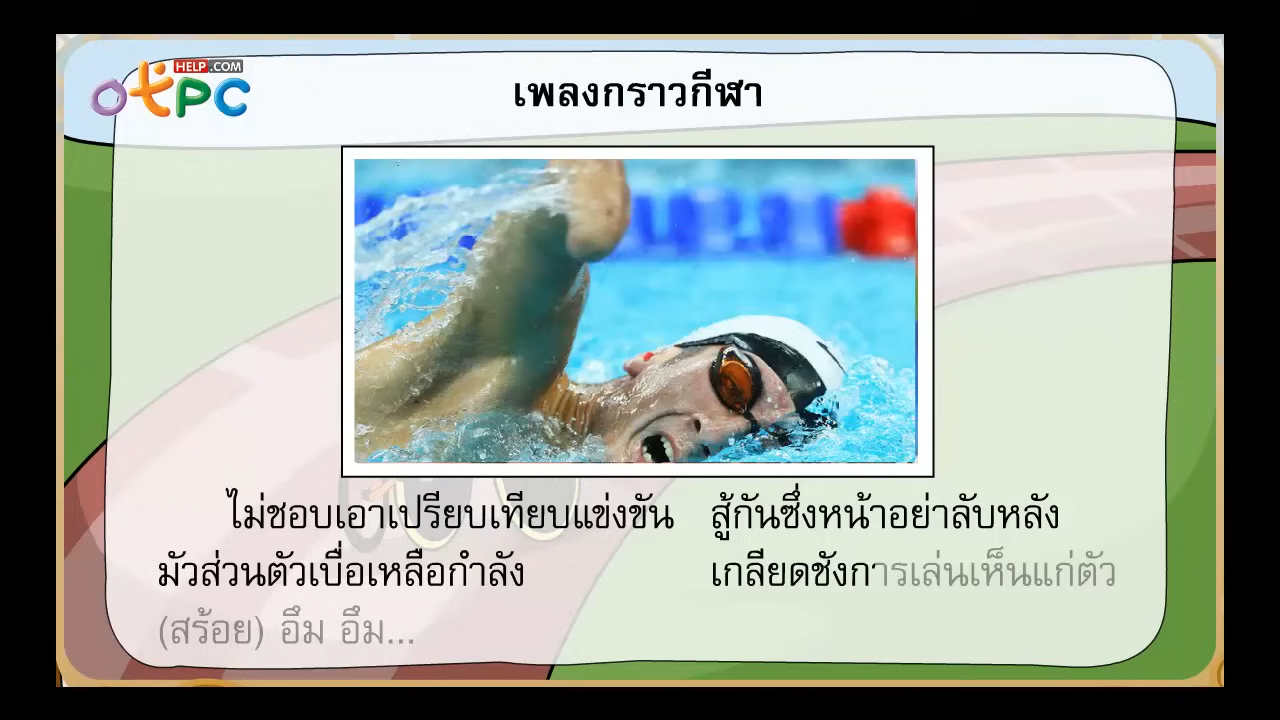 HELP .COM
OTPC
เพลงกราวกีฬา
ไม่ชอบเอาเปรียบเทียบแข่งขัน สู้กันซึ่งหน้าอย่าลับหลัง
มัวส่วนตัวเบื่อเหลือกำลัง เกลียดชังการเล่นเห็นแก่ตัว
(สร้อย) อึม อึม...